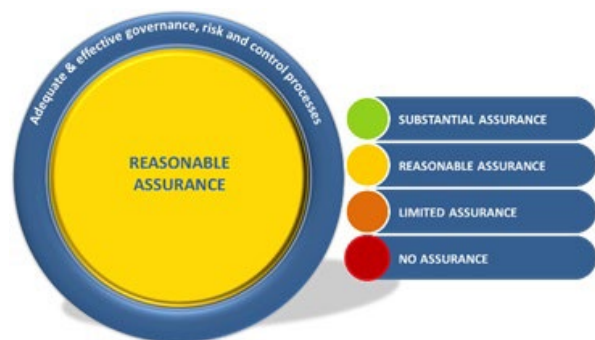 Adequate & effective governance, risk and control processes
REASONABLE
ASSURANCE
SUBSTANTIAL ASSURANCE
REASONABLE ASSURANCE
LIMITED ASSURANCE
NO ASSURANCE